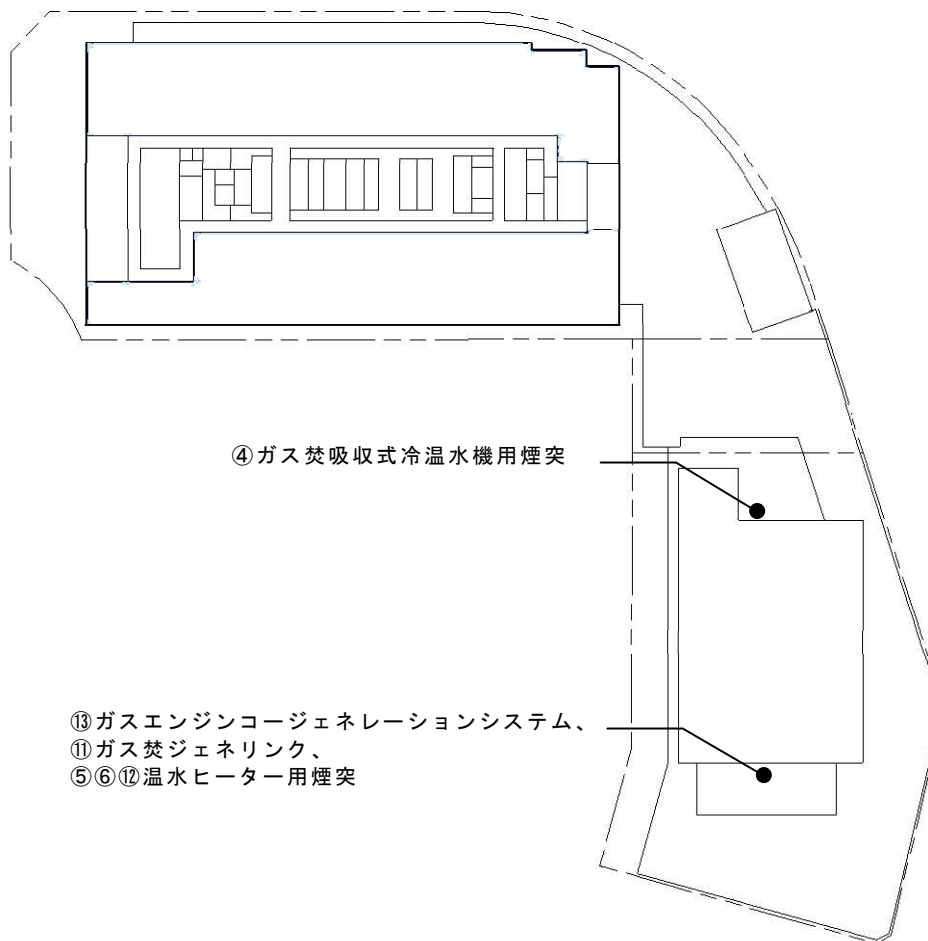 ④ガス焚吸収式冷温水機用煙突
⑬ガスエンジンコージェネレーションシステム、
⑪ガス焚ジェネリンク、
⑤⑥⑫温水ヒーター用煙突